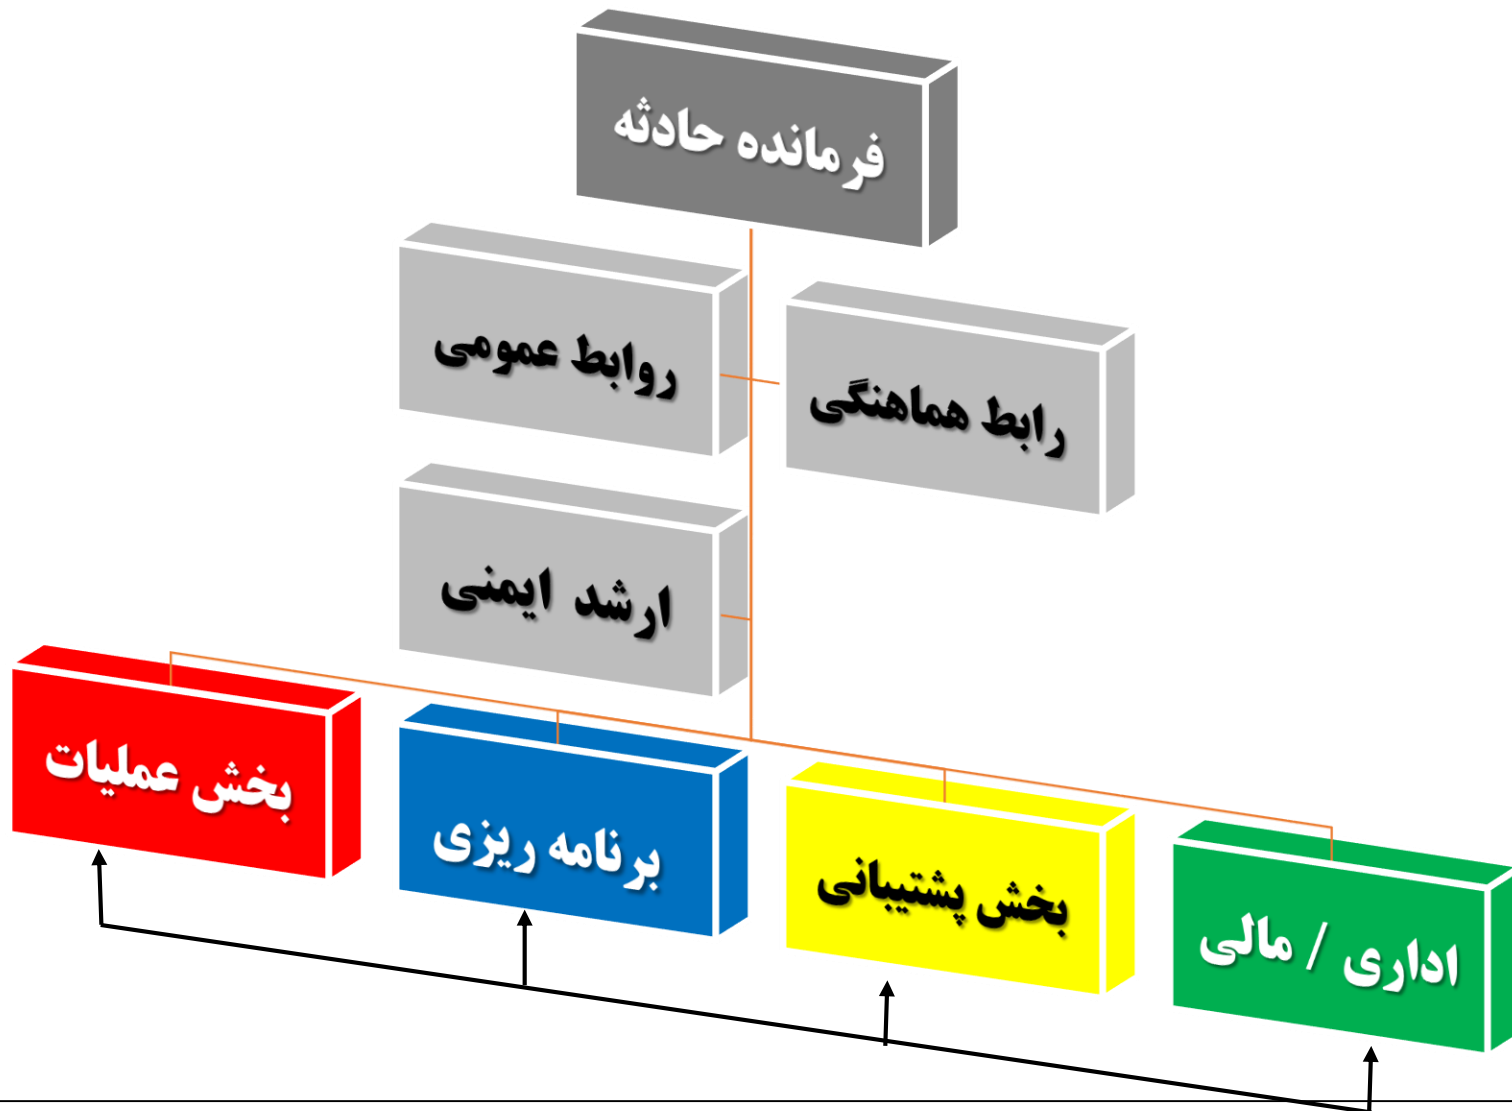 فرمانده حادثه
روابط عمومی
رابط هماهنگی
ارشد ایمنی
بخش عملیات
برنامه ریزی
بخش پشتیبانی
اداری / مالی